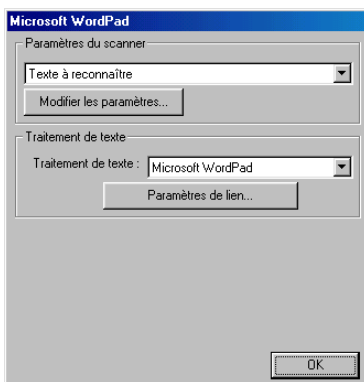 Microsoft WordPad
Paramètres du scanner
Texte à reconnaître
Modifier les paramètres...
Traitement de texte
Traitement de texte : Microsoft WordPad
Paramètres de lien...
OK